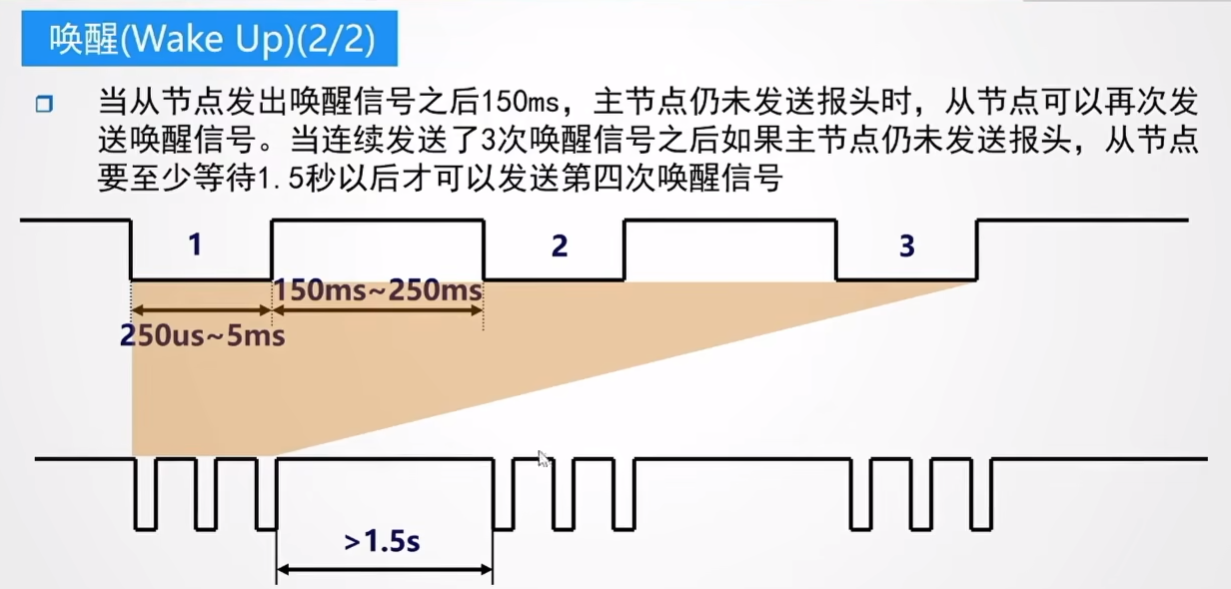 唤醒(Wake Up)(2/2)
当从节点发出唤醒信号之后150ms，主节点仍未发送报头时，从节点可以再次发
送唤醒信号。当连续发送了3次唤醒信号之后如果主节点仍未发送报头，从节点
要至少等待1.5秒以后才可以发送第四次唤醒信号
1
2
3
150ms~250ms
250us~5ms
>1.5s